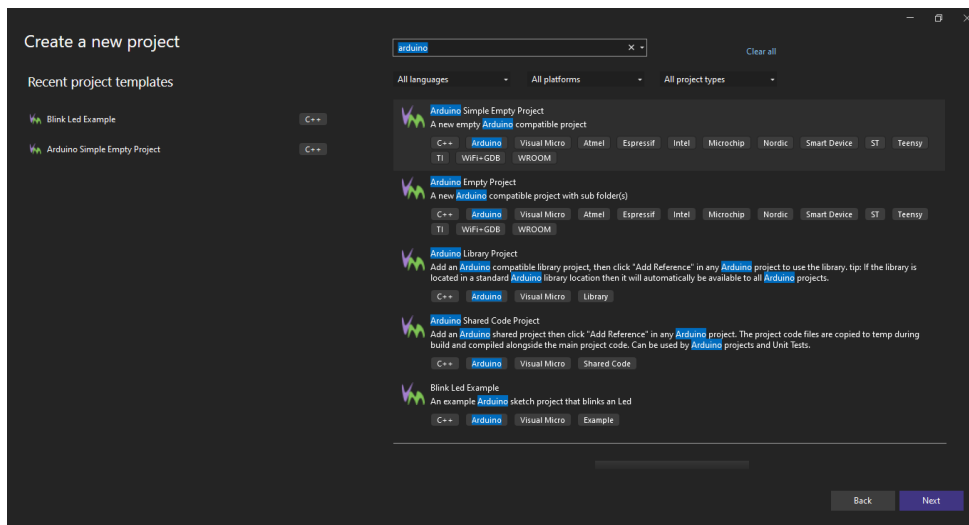 Create a new project
Recent project templates
Blink Led Example C++
Arduino Simple Empty Project C++
arduino
Clear all
All languages All platforms All project types
Arduino Simple Empty Project
A new empty Arduino compatible project
C++ Arduino Visual Micro Atmel Espressif Intel Microchip Nordic Smart Device ST Teensy
TI WiFi+GDB WROOM
Arduino Empty Project
A new Arduino compatible project with sub folder(s)
C++ Arduino Visual Micro Atmel Espressif Intel Microchip Nordic Smart Device ST Teensy
TI WiFi+GDB WROOM
Arduino Library Project
Add an Arduino compatible library project, then click "Add Reference" in any Arduino project to use the library. tip: If the library is
located in a standard Arduino library location then it will automatically be available to all Arduino projects.
C++ Arduino Visual Micro Library
Arduino Shared Code Project
Add an Arduino shared project then click "Add Reference" in any Arduino project. The project code files are copied to temp during
build and compiled alongside the main project code. Can be used by Arduino projects and Unit Tests.
C++ Arduino Visual Micro Shared Code
Blink Led Example
An example Arduino sketch project that blinks an Led
C++ Arduino Visual Micro Example
Back Next